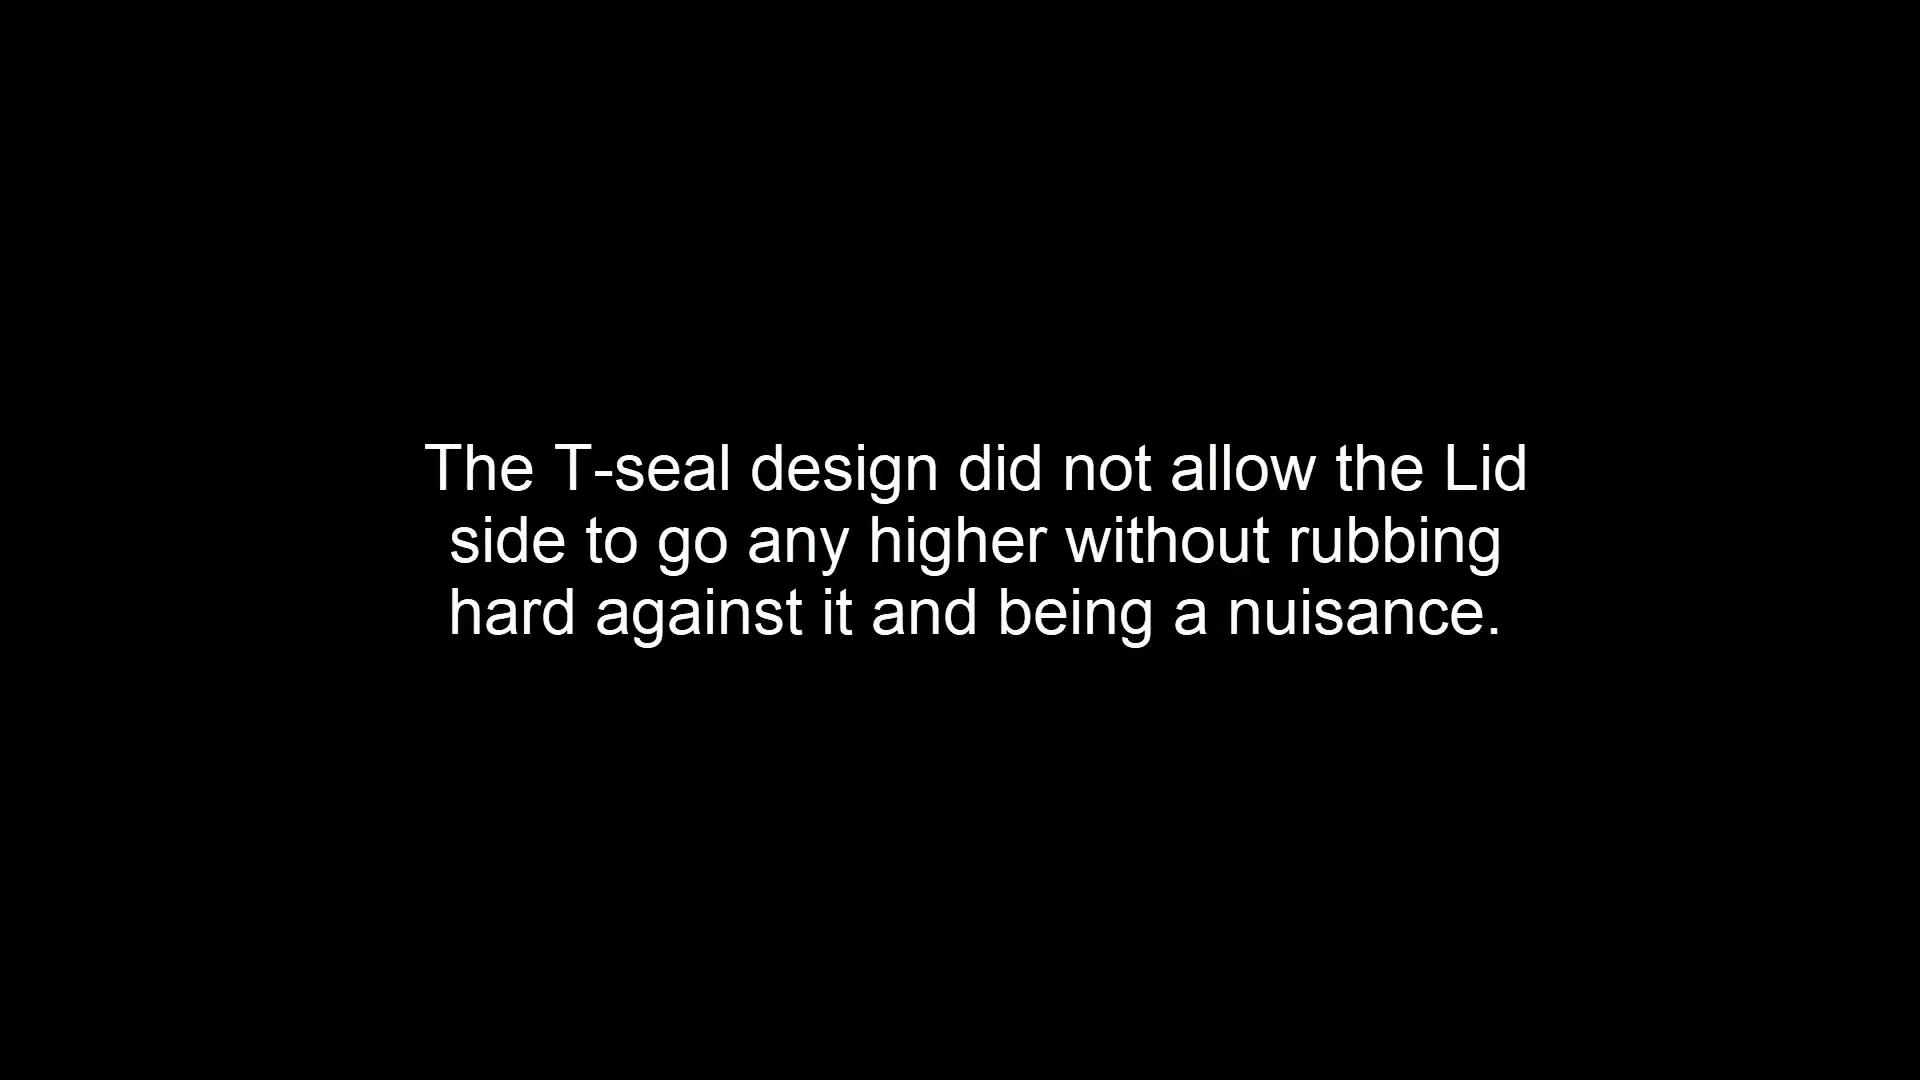 The T-seal design did not allow the Lid
side to go any higher without rubbing
hard against it and being a nuisance.